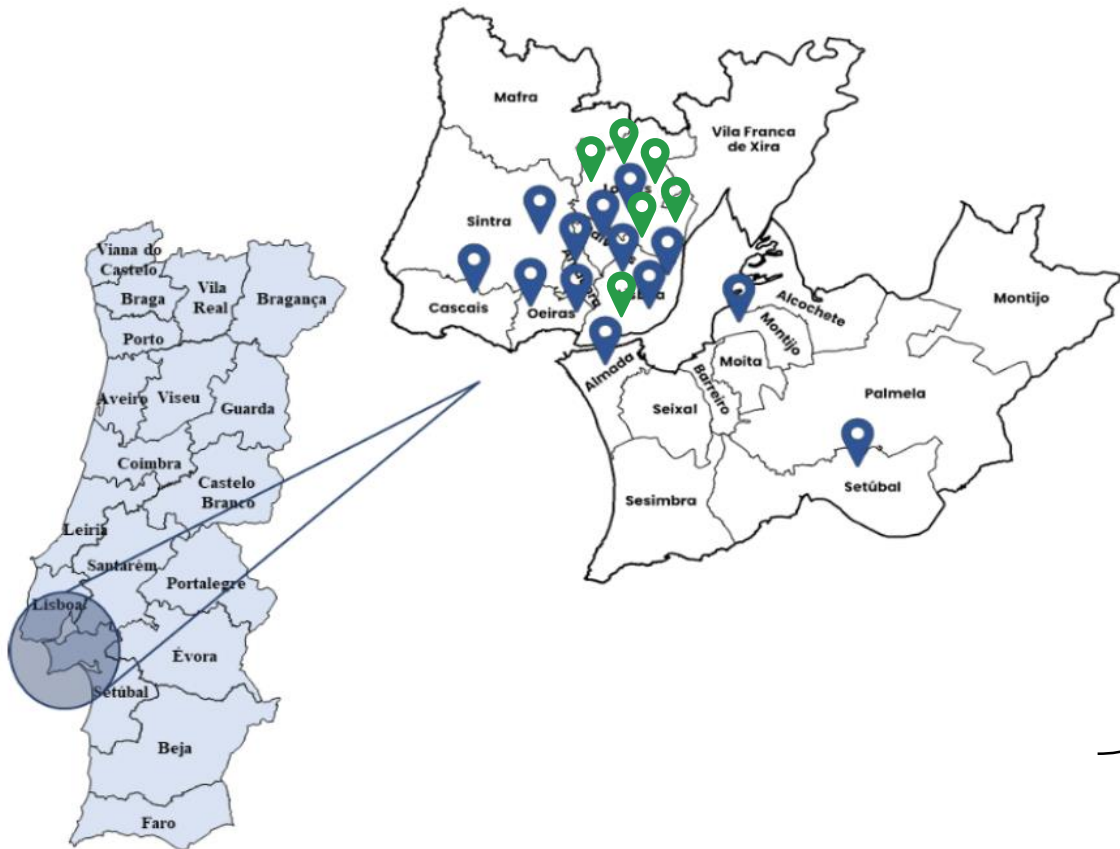 Mafra
Vila Franca
de Xira
Sintra
Cascais
Oeiras
Alcochete
Montijo
Montijo
Moita
Almada
Barreiro
Seixal
Palmela
Sesimbra
Setúbal
Viana do
Castelo
Braga
Vila
Real
Bragança
Porto
Aveiro
Viseu
Guarda
Coimbra
Castelo
Branco
Leiria
Santarém
Portalegre
Lisboa
Évora
Setúbal
Beja
Faro